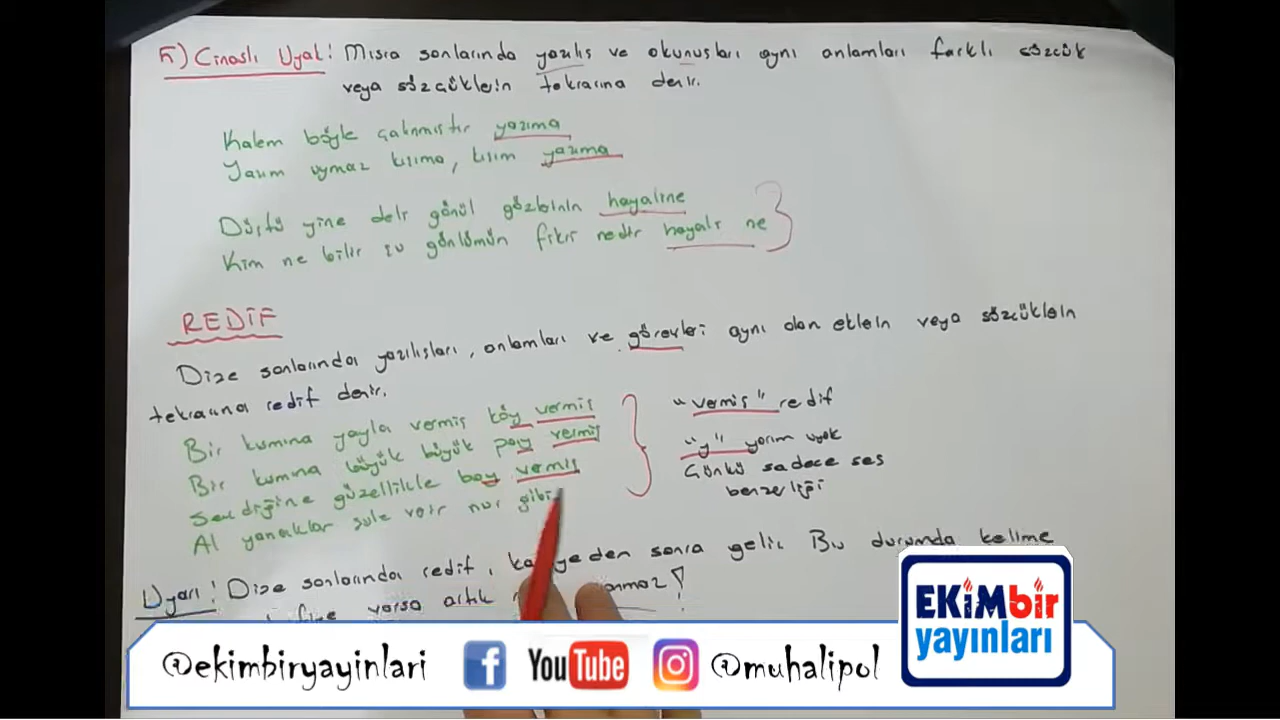 5) Cinaslı Uyak: Mısra sonlarında yazılış ve okunuşları aynı anlamları farklı sözcük
veya sözcüklerin tekrarına denir.
Kalem böyle çalınmıştır yazıma
Yazım uymaz kışıma, kışım yazıma
Düştü yine deli gönül gözbinin hayaline
Kim ne bilir şu gönlümün fikri nedir hayali ne
REDİF
Dize sonlarında yazılışları, anlamları ve görevleri aynı olan eklerin veya sözcüklerin
tekrarına redif denir.
Bir kımına yayla vermiş köy vermiş
Bir kımına büyük büyük pay vermiş
Sevdiğine güzellikle boy vermiş
Al yanaklar şule verir nur gibi
"vermiş" redif
"y" yarım uyak
Çünkü sadece ses
benzerliği
Uyarı! Dize sonlarında redif, kafiyeden sonra gelir. Bu durumda kelime
varsa artık
@ekimbiryayinlari
YouTube
@muhalipol
EKİMbir
yayınları